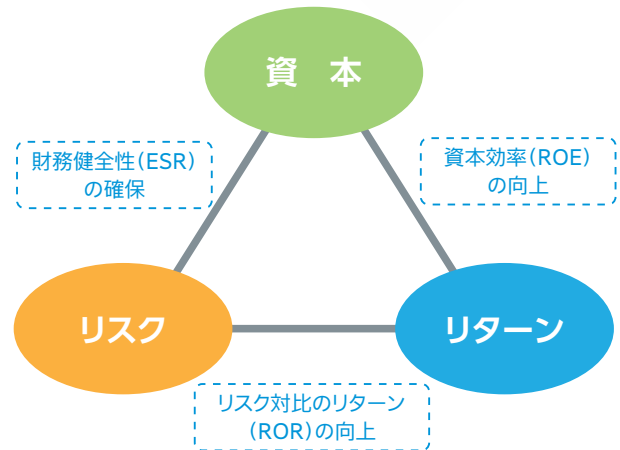 資 本
財務健全性(ESR)
の確保
資本効率(ROE)
の向上
リスク
リターン
リスク対比のリターン
(ROR)の向上